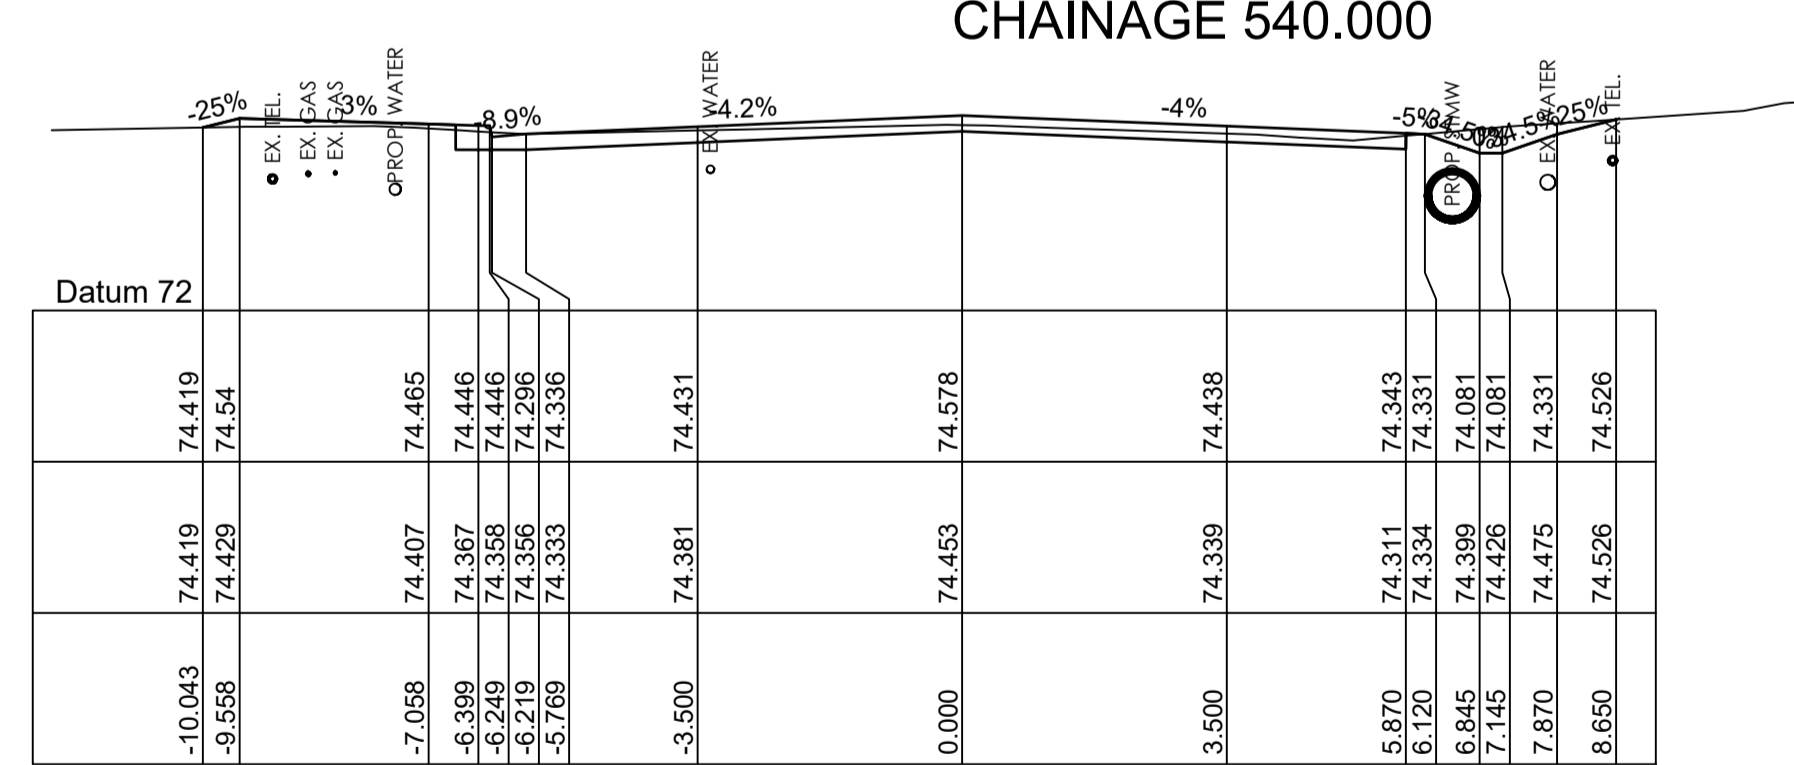 CHAINAGE 540.000
-25%
EX. TEL.
EX. GAS
EX. GAS
-3%
PROP. WATER
-8.9%
EX. WATER
-4.2%
-4%
-5%
-34.5%
PROP. SMW
0%
34.5%
EX. WATER
25%
EX. TEL.
Datum 72
74.419 74.54 74.465 74.446 74.446 74.296 74.336 74.431 74.578 74.438 74.343 74.331 74.081 74.081 74.331 74.526
74.419 74.429 74.407 74.367 74.358 74.356 74.333 74.381 74.453 74.339 74.311 74.334 74.399 74.426 74.475 74.526
-10.043 -9.558 -7.058 -6.399 -6.249 -6.219 -5.769 -3.500 0.000 3.500 5.870 6.120 6.845 7.145 7.870 8.650